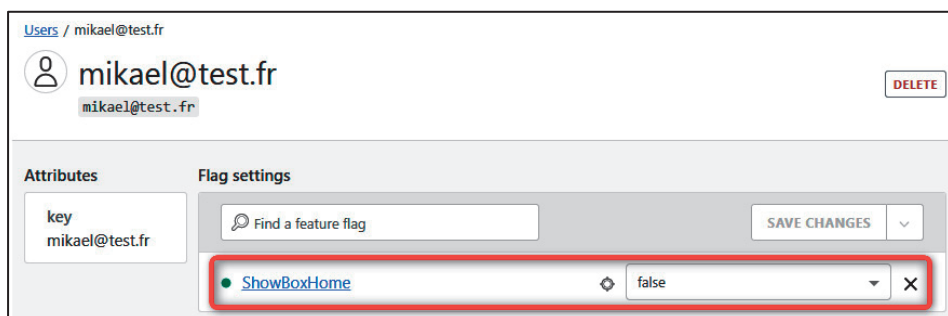 Users / mikael@test.fr
mikael@test.fr
mikael@test.fr
DELETE
Attributes
Flag settings
key
mikael@test.fr
Find a feature flag
SAVE CHANGES
ShowBoxHome
false